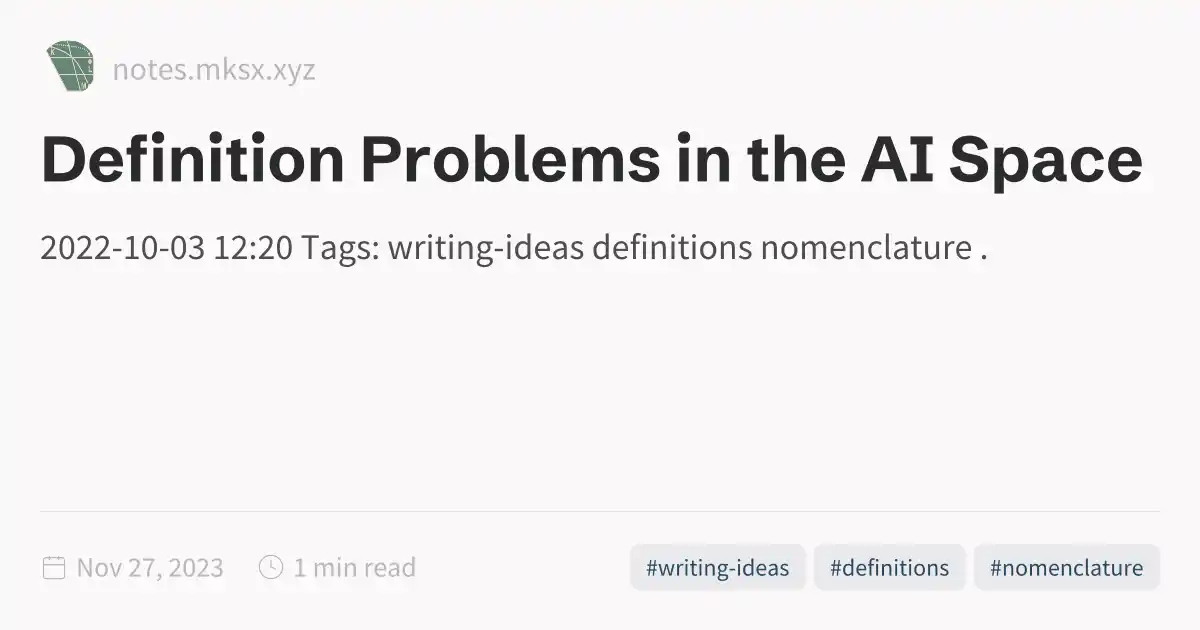 notes.mksx.xyz
Definition Problems in the AI Space
2022-10-03 12:20 Tags: writing-ideas definitions nomenclature .
Nov 27, 2023 1 min read #writing-ideas #definitions #nomenclature